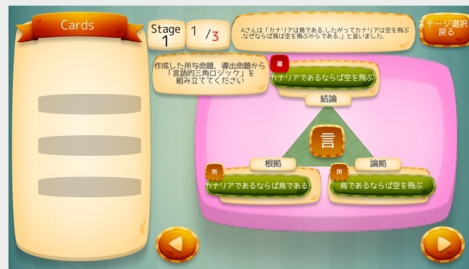 Cards
Stage
1
1 /3
Aさんは「カナリアは鳥である.したがってカナリアは空を飛ぶ
.なぜならば鳥は空を飛ぶからである.」と言いました.
ステージ選択
戻る
作成した所与命題，導出命題から
「言語的三角ロジック」を
組み立ててください
導
カナリアであるならば空を飛ぶ
結論
言
根拠
論拠
所
カナリアであるならば鳥である
所
鳥であるならば空を飛ぶ